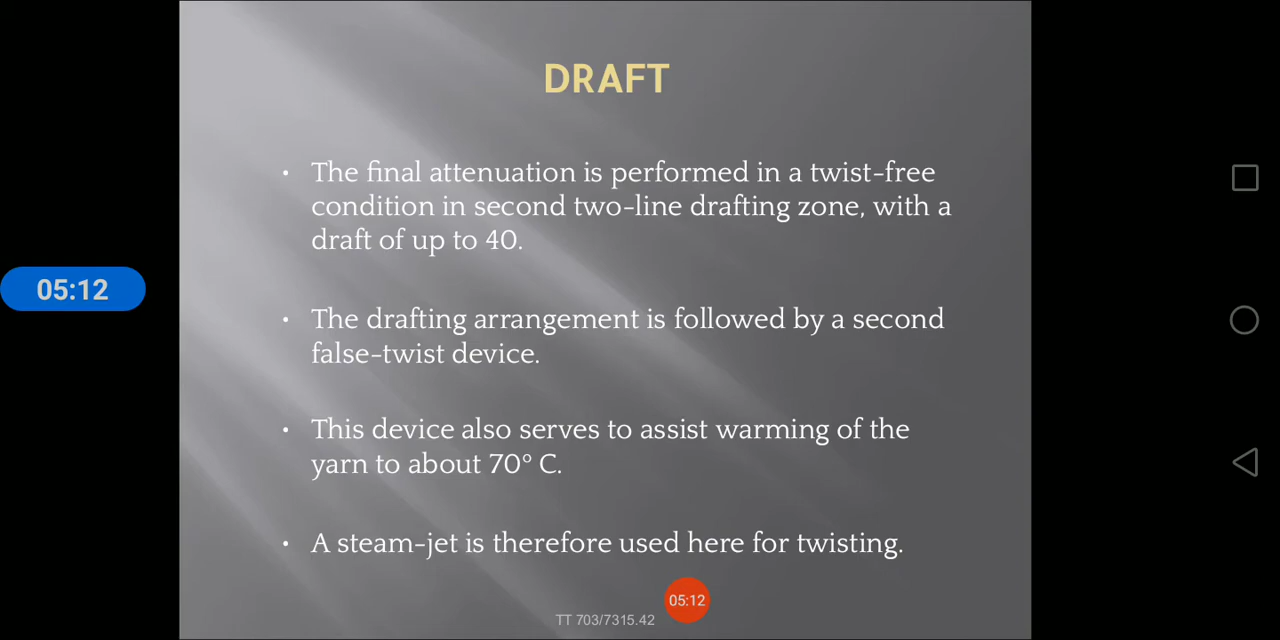 DRAFT
• The final attenuation is performed in a twist-free
condition in second two-line drafting zone, with a
draft of up to 40.
• The drafting arrangement is followed by a second
false-twist device.
05:12
• This device also serves to assist warming of the
yarn to about 70° C.
• A steam-jet is therefore used here for twisting.
05:12
TT 703/7315.42